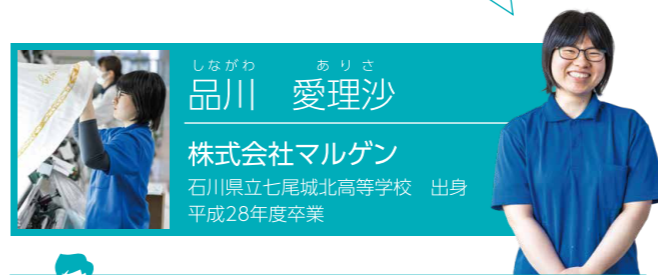 しながわ　ありさ
品川　愛理沙
株式会社マルゲン
石川県立七尾城北高等学校　出身
平成28年度卒業